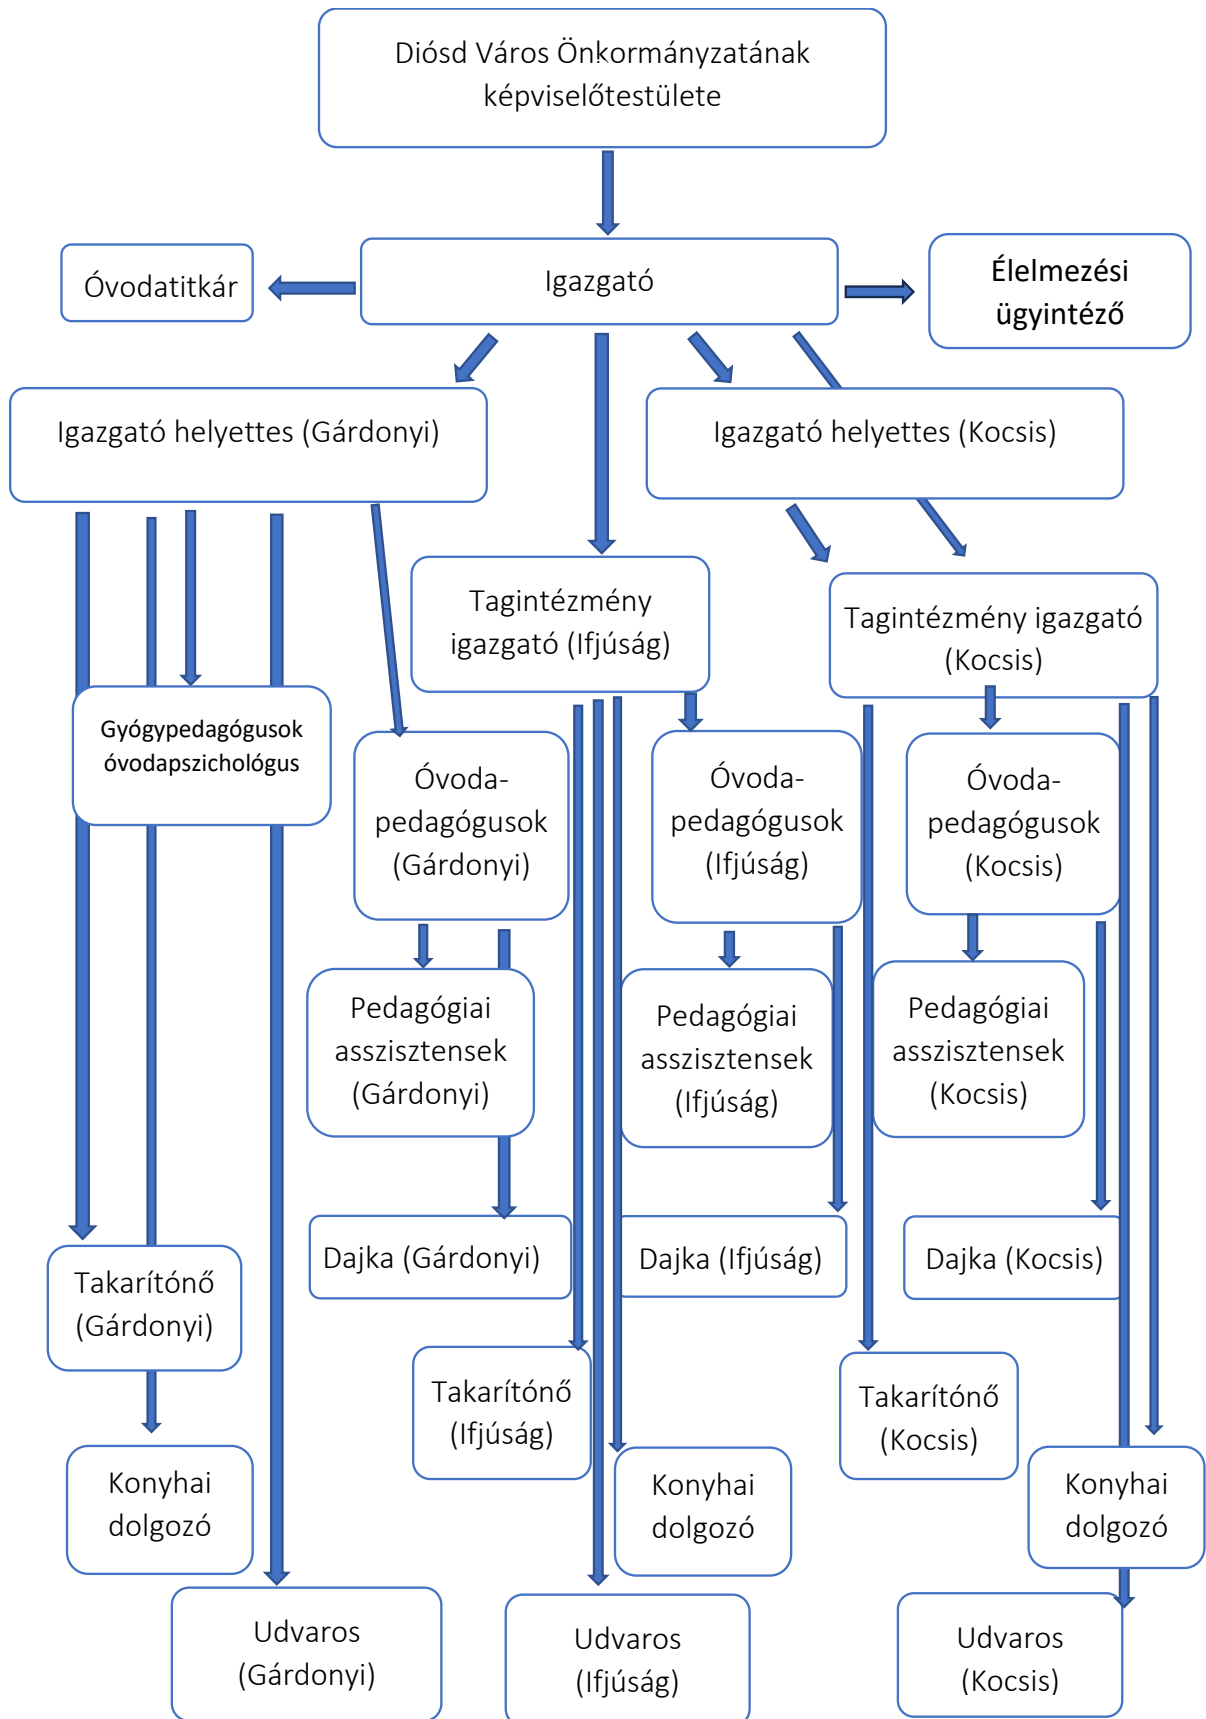 Diósd Város Önkormányzatának
képviselőtestülete
Óvodatitkár
Igazgató
Élelmezési
ügyintéző
Igazgató helyettes (Gárdonyi)
Igazgató helyettes (Kocsis)
Tagintézmény
igazgató (Ifjúság)
Tagintézmény igazgató
(Kocsis)
Gyógypedagógusok
óvodapszichológus
Óvoda-
pedagógusok
(Gárdonyi)
Óvoda-
pedagógusok
(Ifjúság)
Óvoda-
pedagógusok
(Kocsis)
Pedagógiai
asszisztensek
(Gárdonyi)
Pedagógiai
asszisztensek
(Ifjúság)
Pedagógiai
asszisztensek
(Kocsis)
Dajka (Gárdonyi)
Dajka (Ifjúság)
Dajka (Kocsis)
Takarítónő
(Gárdonyi)
Takarítónő
(Ifjúság)
Takarítónő
(Kocsis)
Konyhai
dolgozó
Konyhai
dolgozó
Konyhai
dolgozó
Udvaros
(Gárdonyi)
Udvaros
(Ifjúság)
Udvaros
(Kocsis)